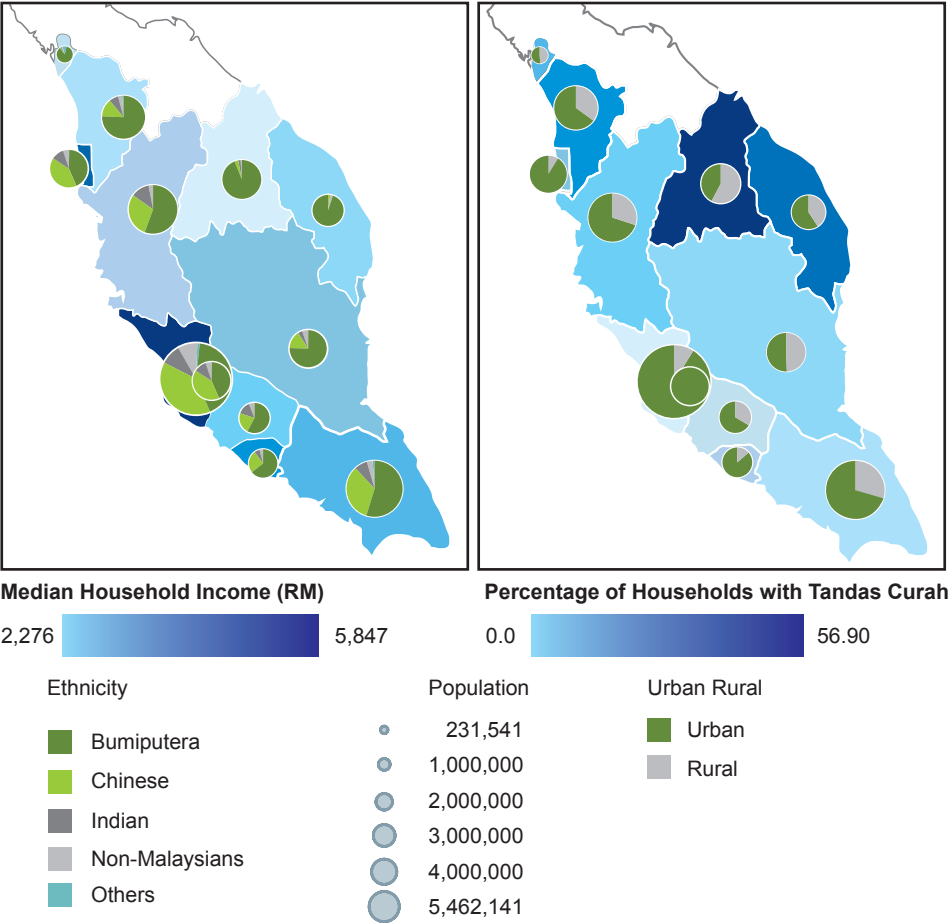 Median Household Income (RM)
2,276
5,847
Percentage of Households with Tandas Curah
0.0
56.90
Ethnicity
Bumiputera
Chinese
Indian
Non-Malaysians
Others
Population
231,541
1,000,000
2,000,000
3,000,000
4,000,000
5,462,141
Urban Rural
Urban
Rural